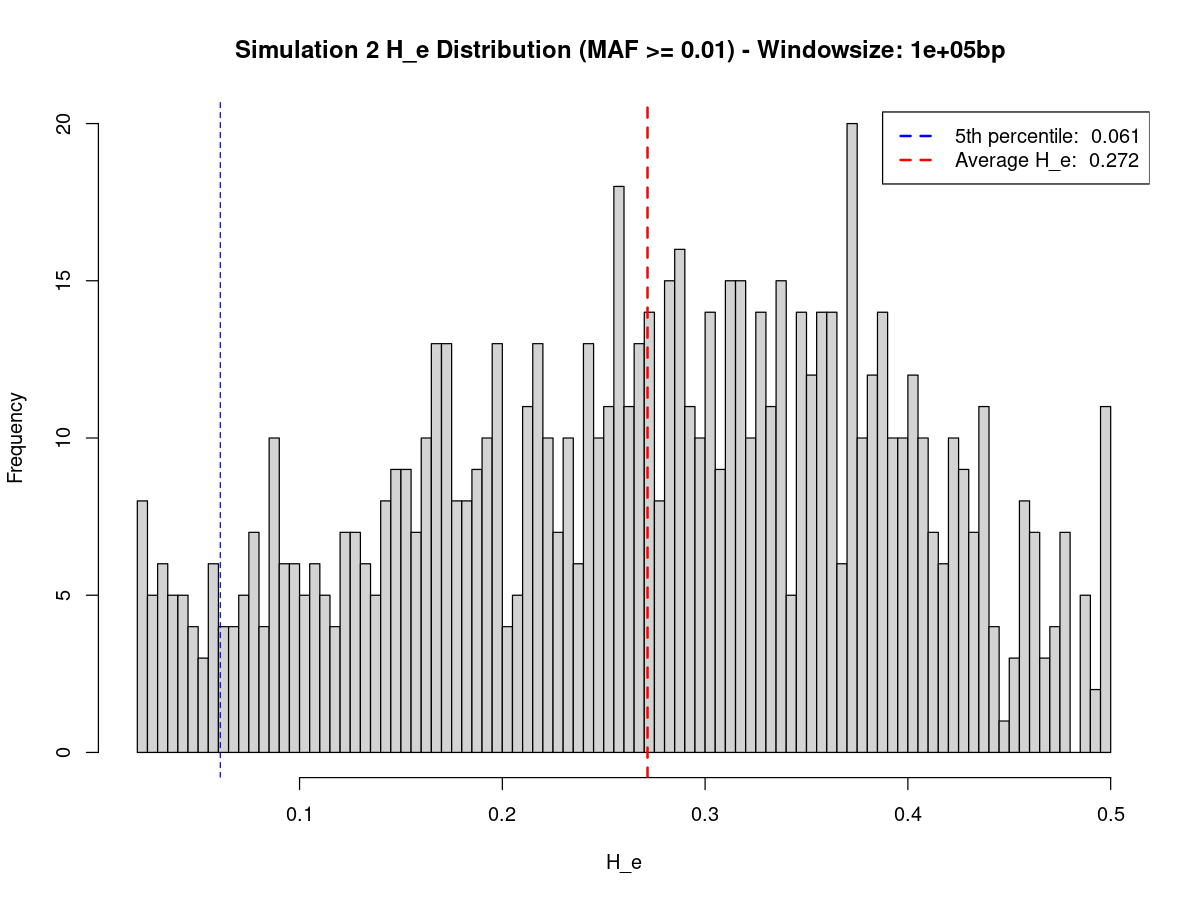 Simulation 2 H_e Distribution (MAF >= 0.01) - Windowsize: 1e+05bp
5th percentile: 0.061
Average H_e: 0.272
Frequency
20
15
10
5
0
0.1 0.2 0.3 0.4 0.5
H_e